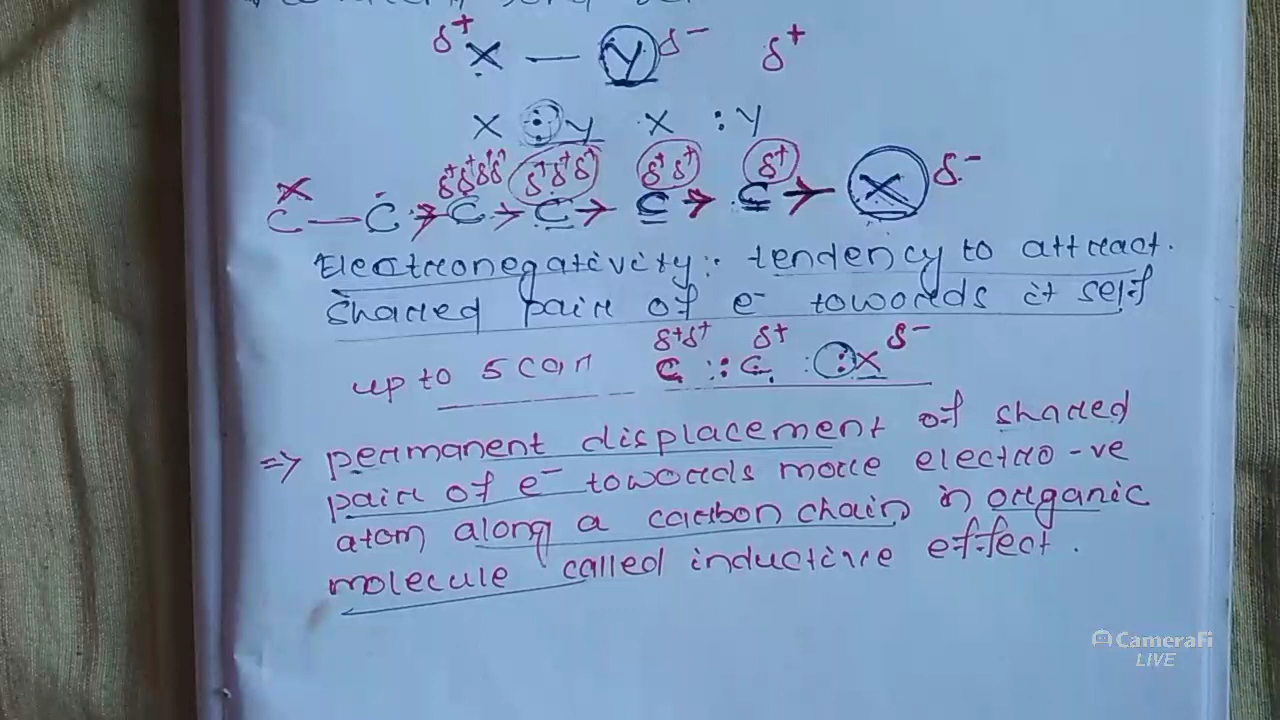 δ+ X — Y δ- δ+
X : Y X : Y
δ+δ+δ+δ+ δ+δ+δ+ δ+δ+ δ+
C — C → C → C → C → C → X δ-
Electronegativity: tendency to attract.
shared pair of e- towards it self
δ+δ+ δ+ δ-
up to 5 can C :: C : X
=> permanent displacement of shared
pair of e- towards more electro -ve
atom along a carbon chain in organic
molecule called inductive effect.
CameraFi
LIVE